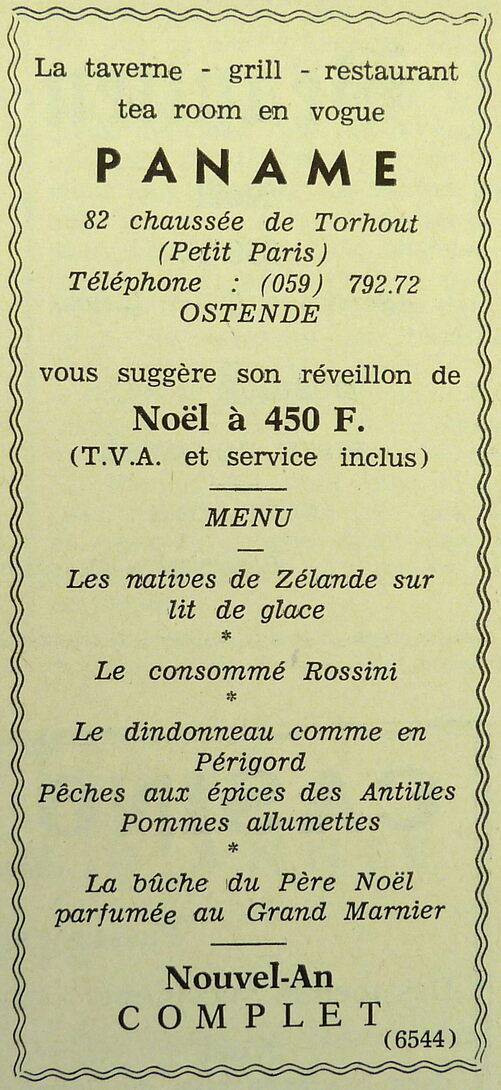 La taverne - grill - restaurant
tea room en vogue
PANAME
82 chaussée de Torhout
(Petit Paris)
Téléphone : (059) 792.72
OSTENDE
vous suggère son réveillon de
Noël à 450 F.
(T.V.A. et service inclus)
MENU
Les natives de Zélande sur
lit de glace
*
Le consommé Rossini
*
Le dindonneau comme en
Périgord
Pêches aux épices des Antilles
Pommes allumettes
*
La bûche du Père Noël
parfumée au Grand Marnier
Nouvel-An
COMPLET
(6544)